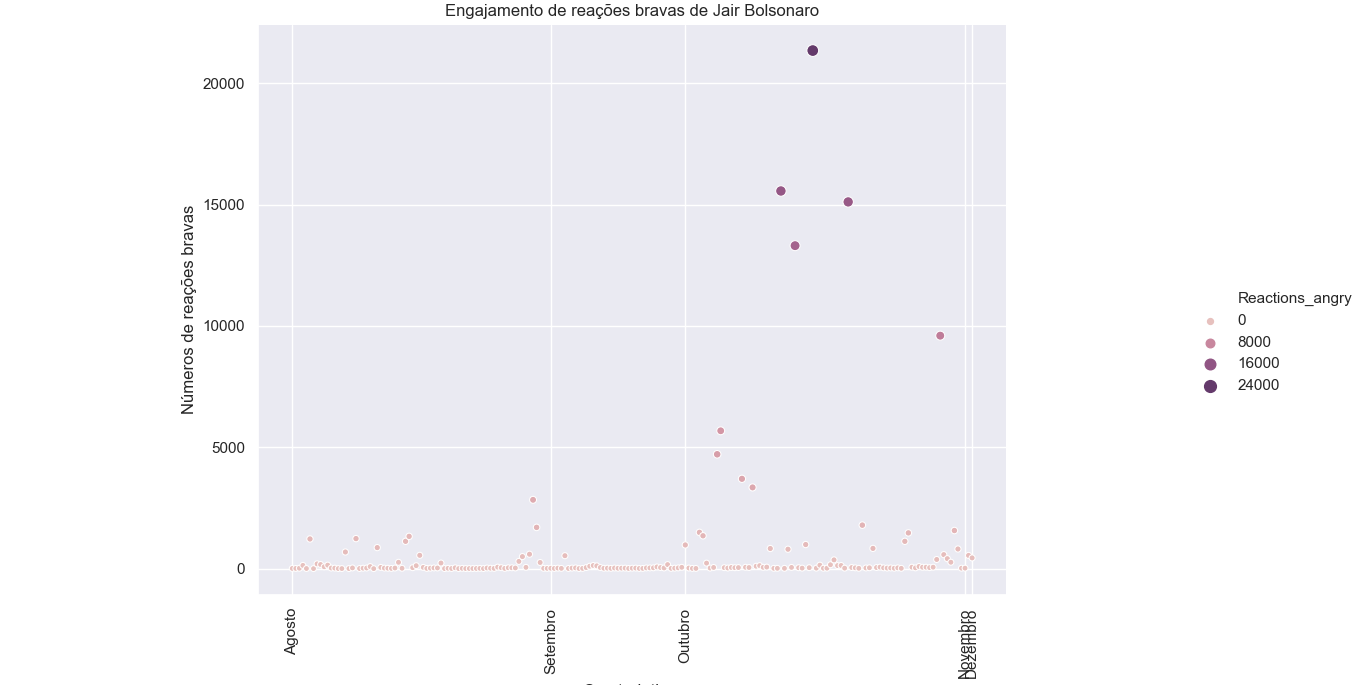 Engajamento de reações bravas de Jair Bolsonaro
20000
15000
10000
5000
0
Números de reações bravas
Agosto
Setembro
Outubro
Novembro
Dezembro
Reactions_angry
0
8000
16000
24000